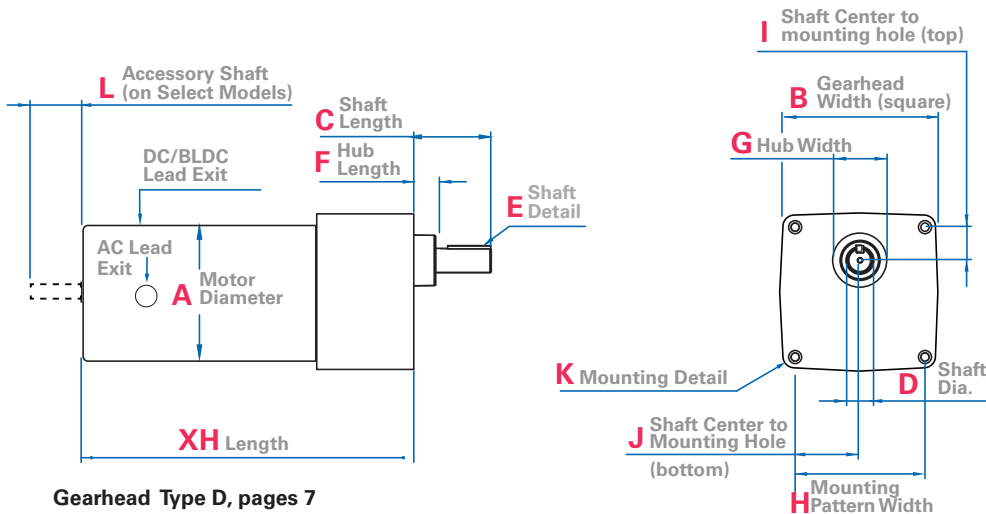 L Accessory Shaft
(on Select Models)
C Shaft
Length
F Hub
Length
DC/BLDC
Lead Exit
E Shaft
Detail
AC Lead
Exit
A Motor
Diameter
XH Length
Gearhead Type D, pages 7
I Shaft Center to
mounting hole (top)
B Gearhead
Width (square)
G Hub Width
K Mounting Detail
D Shaft
Dia.
J Shaft Center to
Mounting Hole
(bottom)
H Mounting
Pattern Width